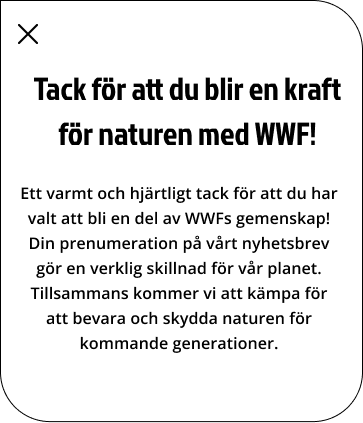 Tack för att du blir en kraft
för naturen med WWF!
Ett varmt och hjärtligt tack för att du har
valt att bli en del av WWFs gemenskap!
Din prenumeration på vårt nyhetsbrev
gör en verklig skillnad för vår planet.
Tillsammans kommer vi att kämpa för
att bevara och skydda naturen för
kommande generationer.